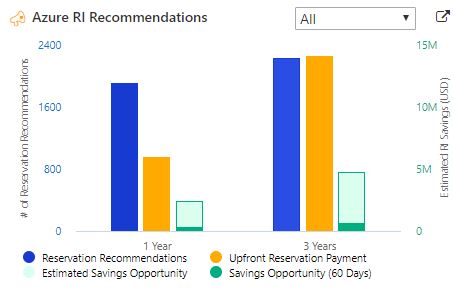 Azure RI Recommendations
All
2400
1600
800
0
# of Reservation Recommendations
15M
10M
5M
0
Estimated RI Savings (USD)
1 Year
3 Years
Reservation Recommendations
Upfront Reservation Payment
Estimated Savings Opportunity
Savings Opportunity (60 Days)